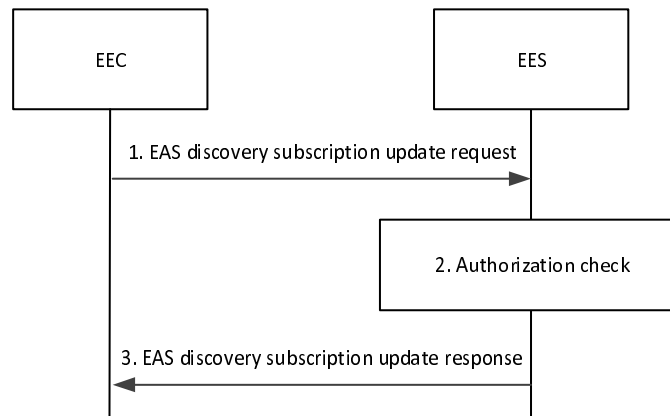 EEC
EES
1. EAS discovery subscription update request
2. Authorization check
3. EAS discovery subscription update response